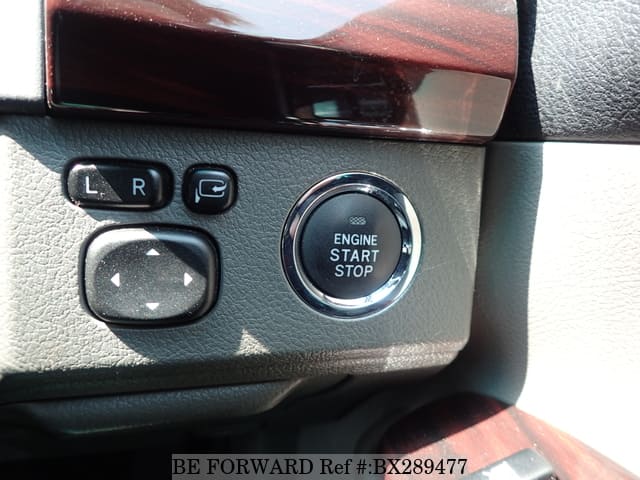 L R
ENGINE
START
STOP
BE FORWARD Ref #:BX289477